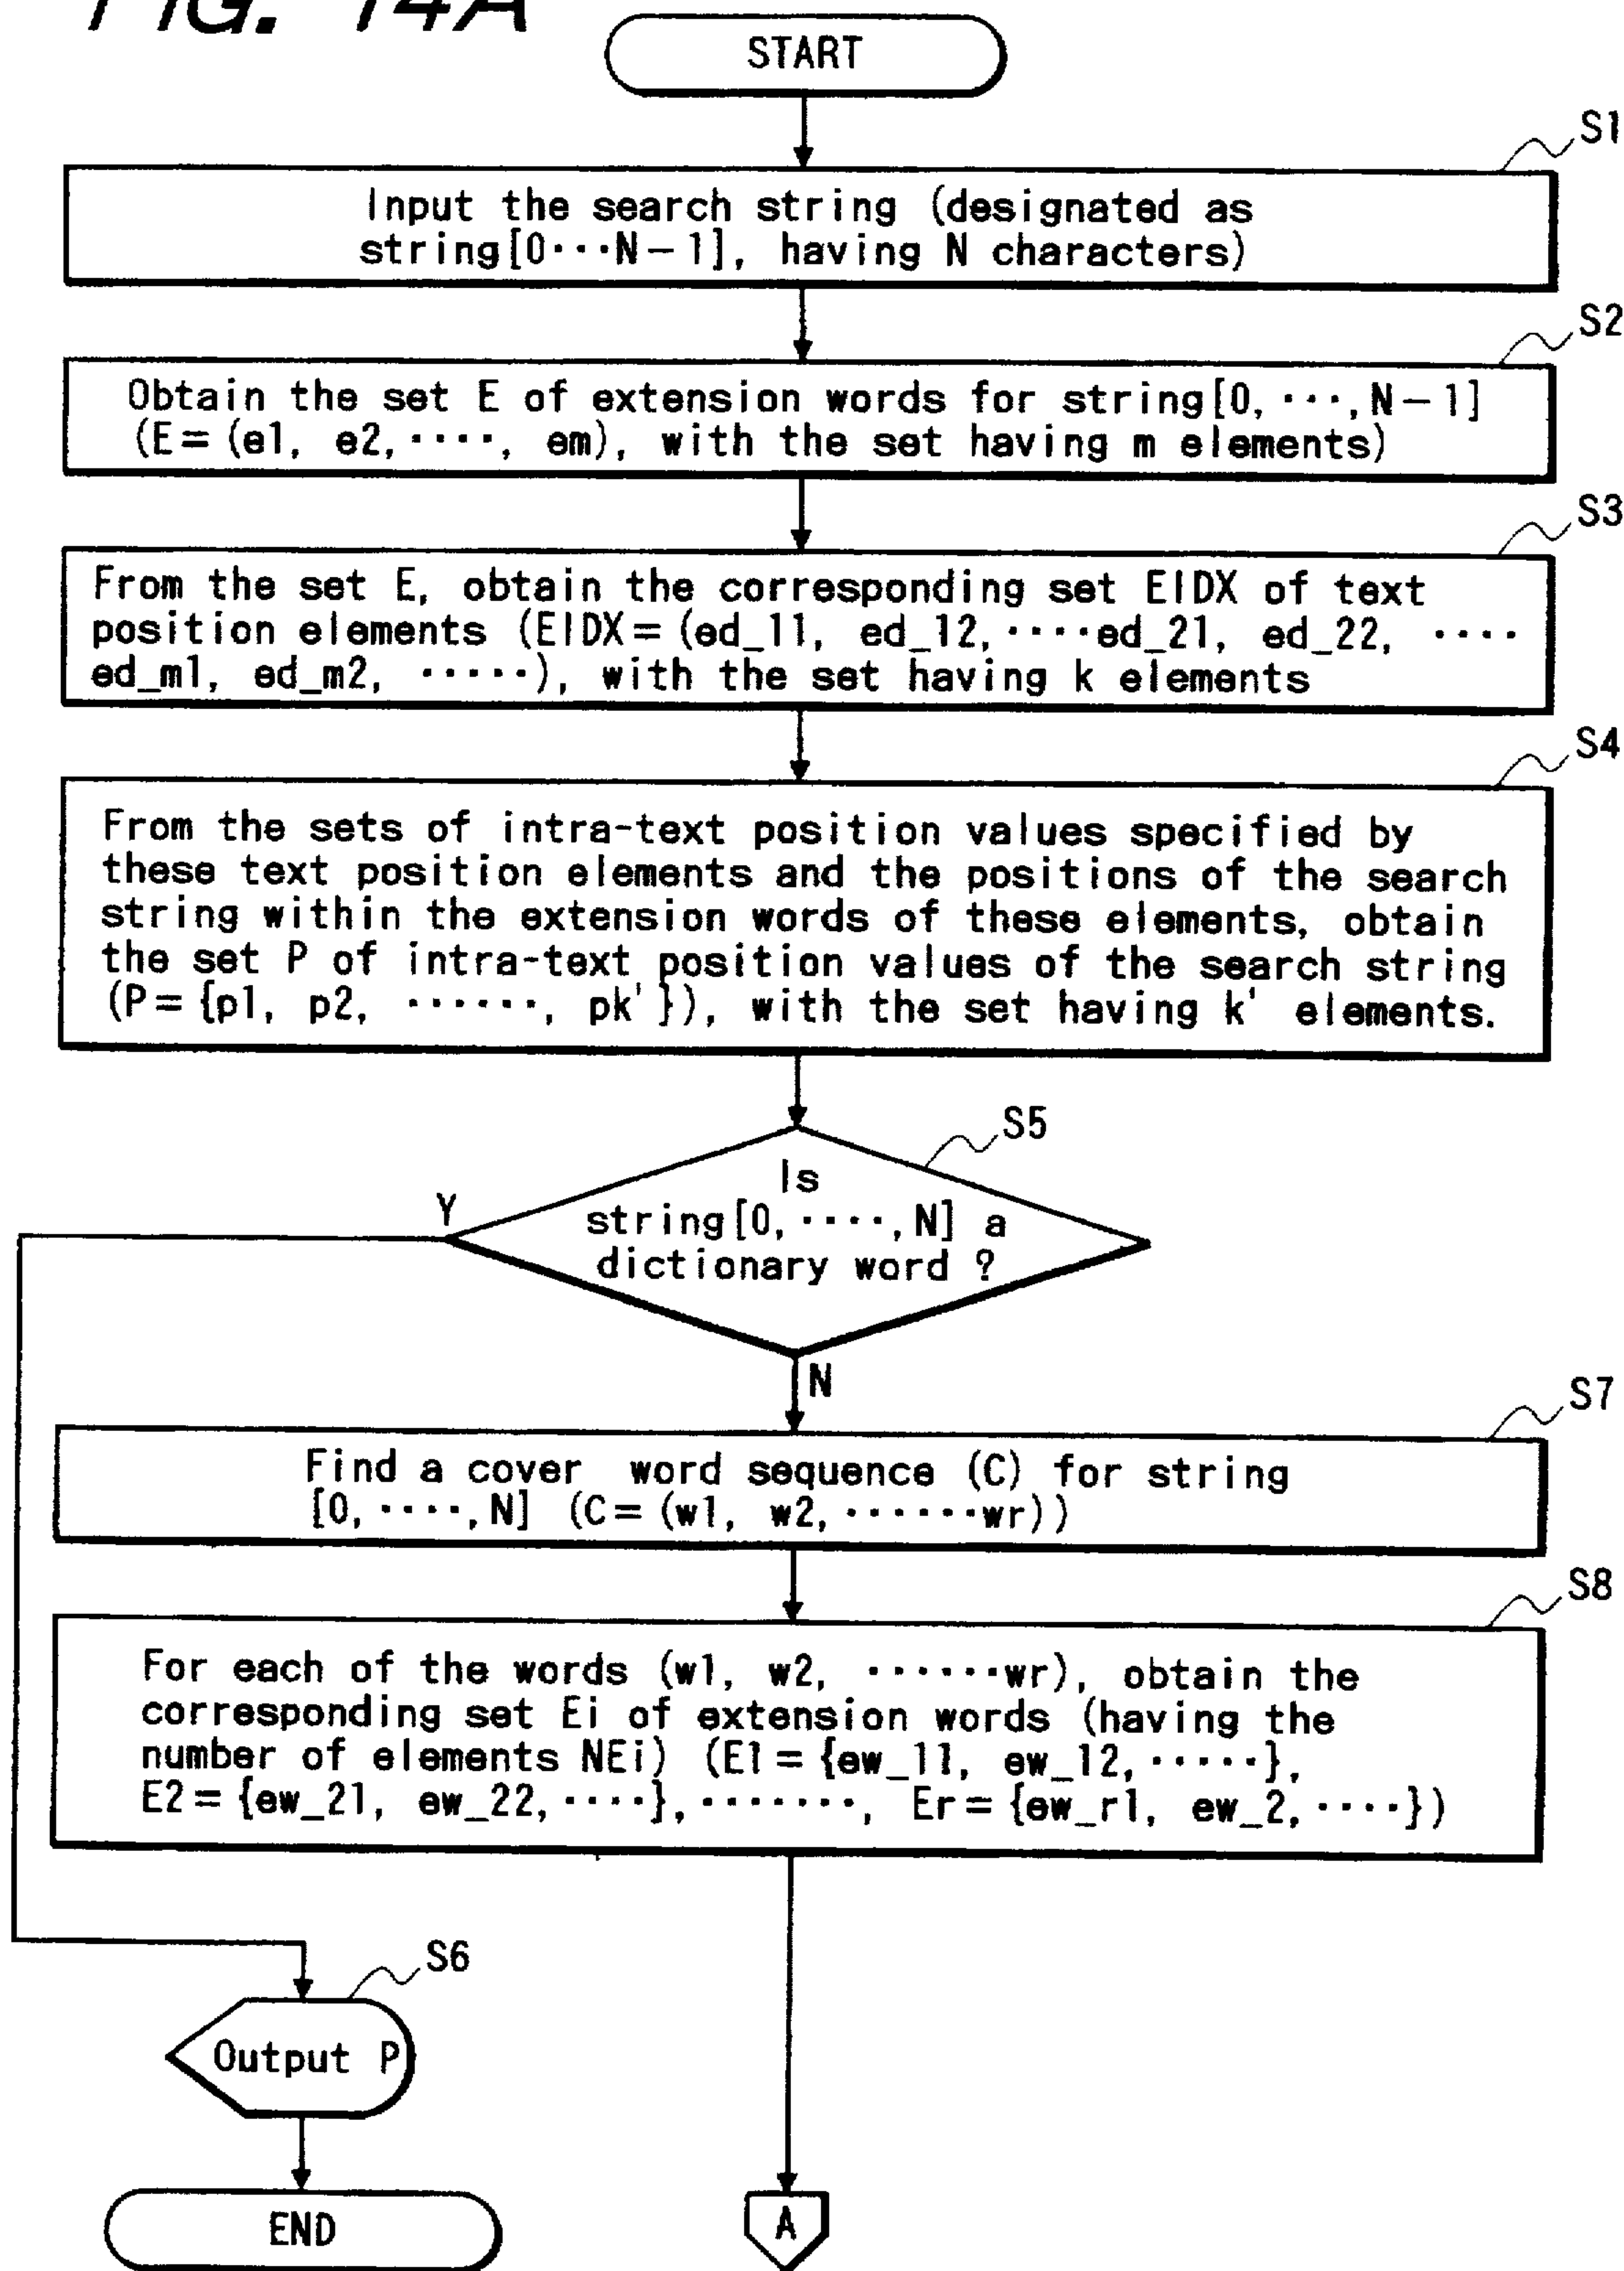 FIG. 14A
START
S1
Input the search string (designated as
string[0···N-1], having N characters)
S2
Obtain the set E of extension words for string[0, ···, N-1]
(E=(e1, e2, ····, em), with the set having m elements)
S3
From the set E, obtain the corresponding set EIDX of text
position elements (EIDX=(ed_11, ed_12, ····ed_21, ed_22, ····
ed_m1, ed_m2, ·····), with the set having k elements
S4
From the sets of intra-text position values specified by
these text position elements and the positions of the search
string within the extension words of these elements, obtain
the set P of intra-text position values of the search string
(P={p1, p2, ······, pk'}), with the set having k' elements.
S5
Is
string[0, ····, N] a
dictionary word ?
Y
N
S7
Find a cover word sequence (C) for string
[0, ····, N] (C=(w1, w2, ······wr))
S8
For each of the words (w1, w2, ······wr), obtain the
corresponding set Ei of extension words (having the
number of elements NEi) (E1={ew_11, ew_12, ·····},
E2={ew_21, ew_22, ····}, ·······, Er={ew_r1, ew_2, ····})
S6
Output P
END
A